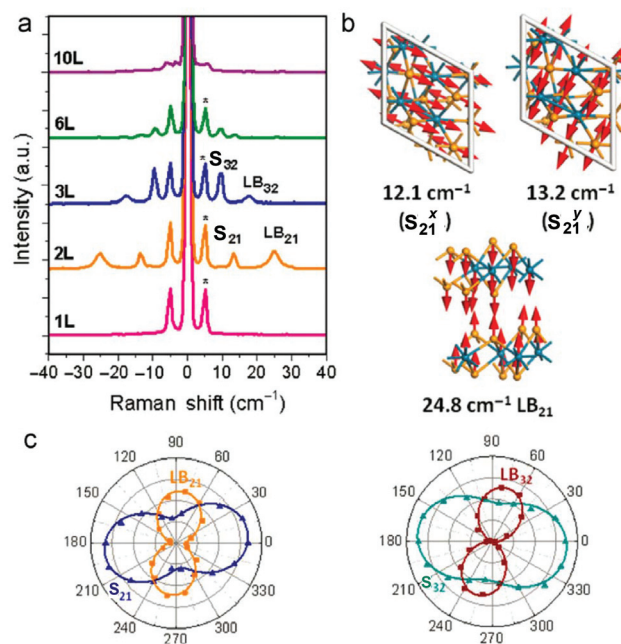 a
b
10L
6L
*
3L
* S32
LB32
2L
S21
LB21
*
1L
*
Intensity (a.u.)
−40 −30 −20 −10 0 10 20 30 40
Raman shift (cm−1)
12.1 cm−1
(S21x)
13.2 cm−1
(S21y)
24.8 cm−1 LB21
c
90
120 60
150 30
180 0
210 330
240 300
270
LB21
S21
90
120 60
150 30
180 0
210 330
240 300
270
LB32
S32